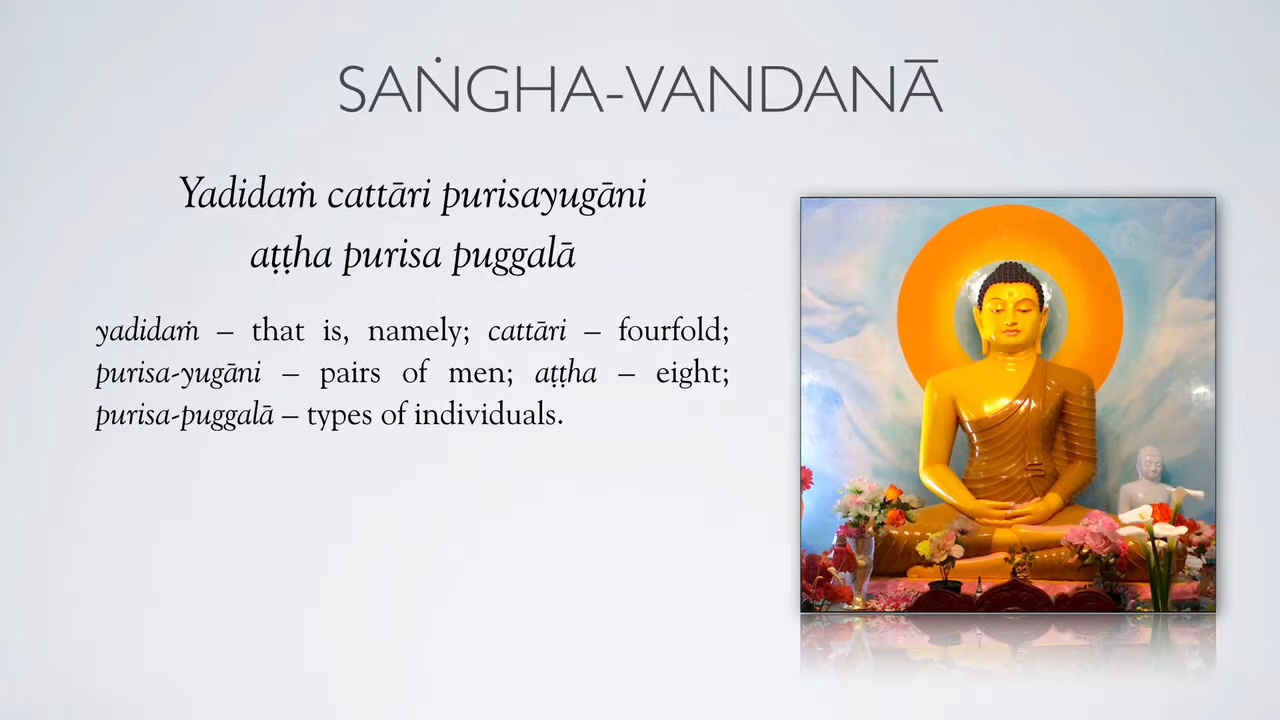 SAṄGHA-VANDANĀ
Yadidaṁ cattāri purisayugāni
aṭṭha purisa puggalā
yadidaṁ – that is, namely; cattāri – fourfold;
purisa-yugāni – pairs of men; aṭṭha – eight;
purisa-puggalā – types of individuals.